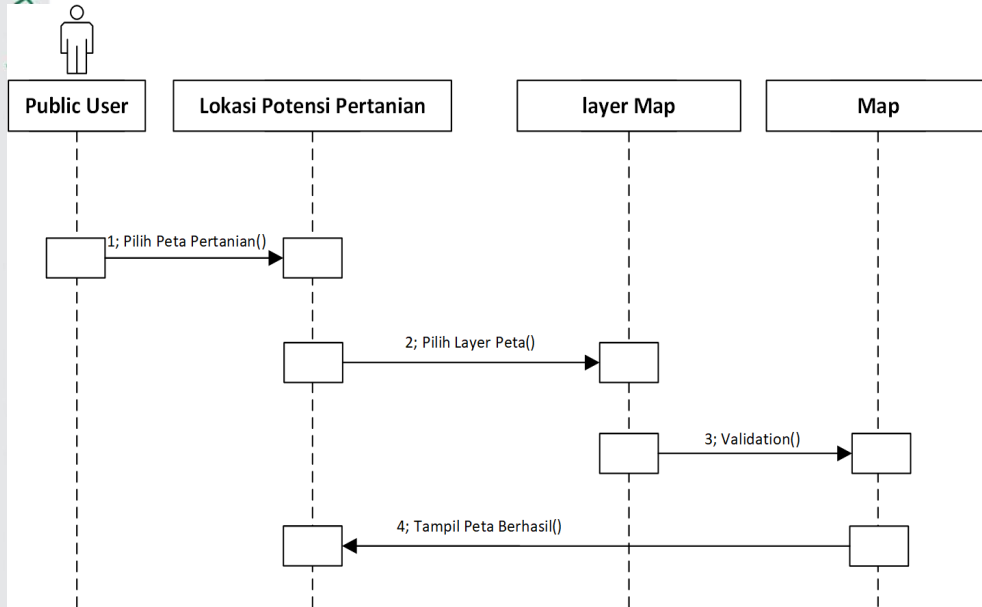 Public User
Lokasi Potensi Pertanian
layer Map
Map
1; Pilih Peta Pertanian()
2; Pilih Layer Peta()
3; Validation()
4; Tampil Peta Berhasil()